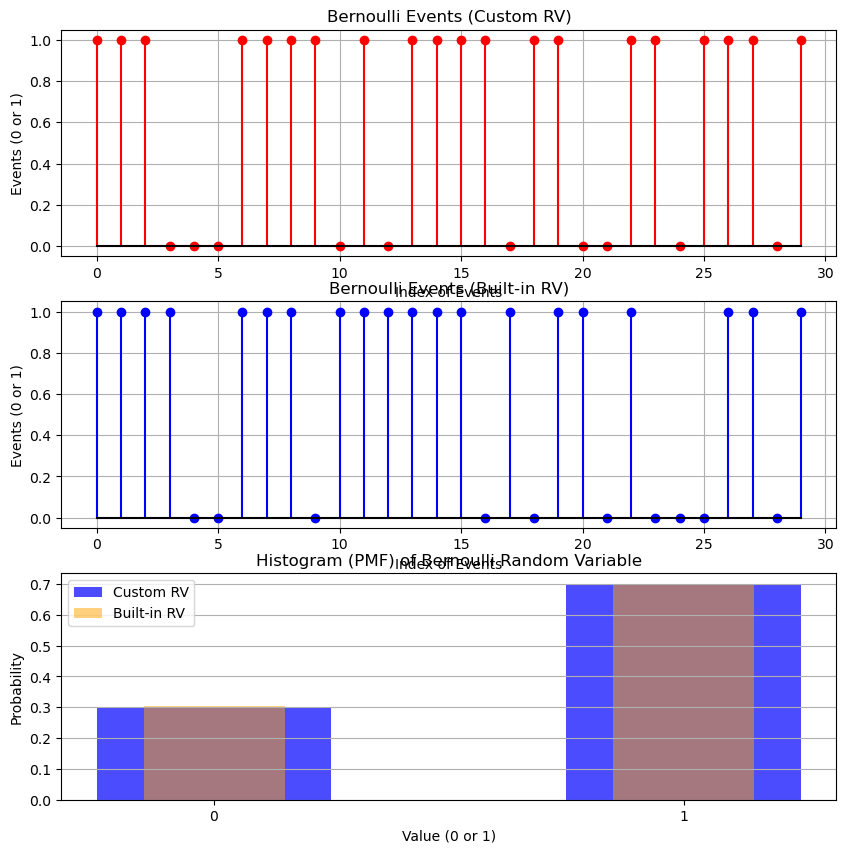 Bernoulli Events (Custom RV)
1.0
0.8
0.6
0.4
0.2
0.0
Events (0 or 1)
0 5 10 15 20 25 30
Index of Events
Bernoulli Events (Built-in RV)
1.0
0.8
0.6
0.4
0.2
0.0
Events (0 or 1)
0 5 10 15 20 25 30
Index of Events
Histogram (PMF) of Bernoulli Random Variable
0.7
0.6
0.5
0.4
0.3
0.2
0.1
0.0
Probability
Custom RV
Built-in RV
0 1
Value (0 or 1)